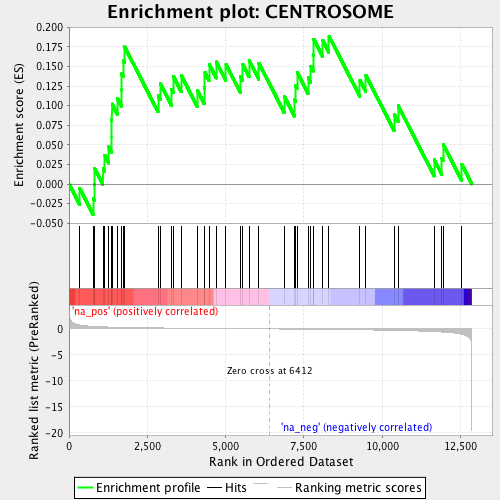 Enrichment plot: CENTROSOME
Enrichment score (ES)
0.200
0.175
0.150
0.125
0.100
0.075
0.050
0.025
0.000
-0.025
-0.050
'na_pos' (positively correlated)
Ranked list metric (PreRanked)
0
-5
-10
-15
-20
Zero cross at 6412
'na_neg' (negatively correlated)
0
2,500
5,000
7,500
10,000
12,500
Rank in Ordered Dataset
Enrichment profile
Hits
Ranking metric scores